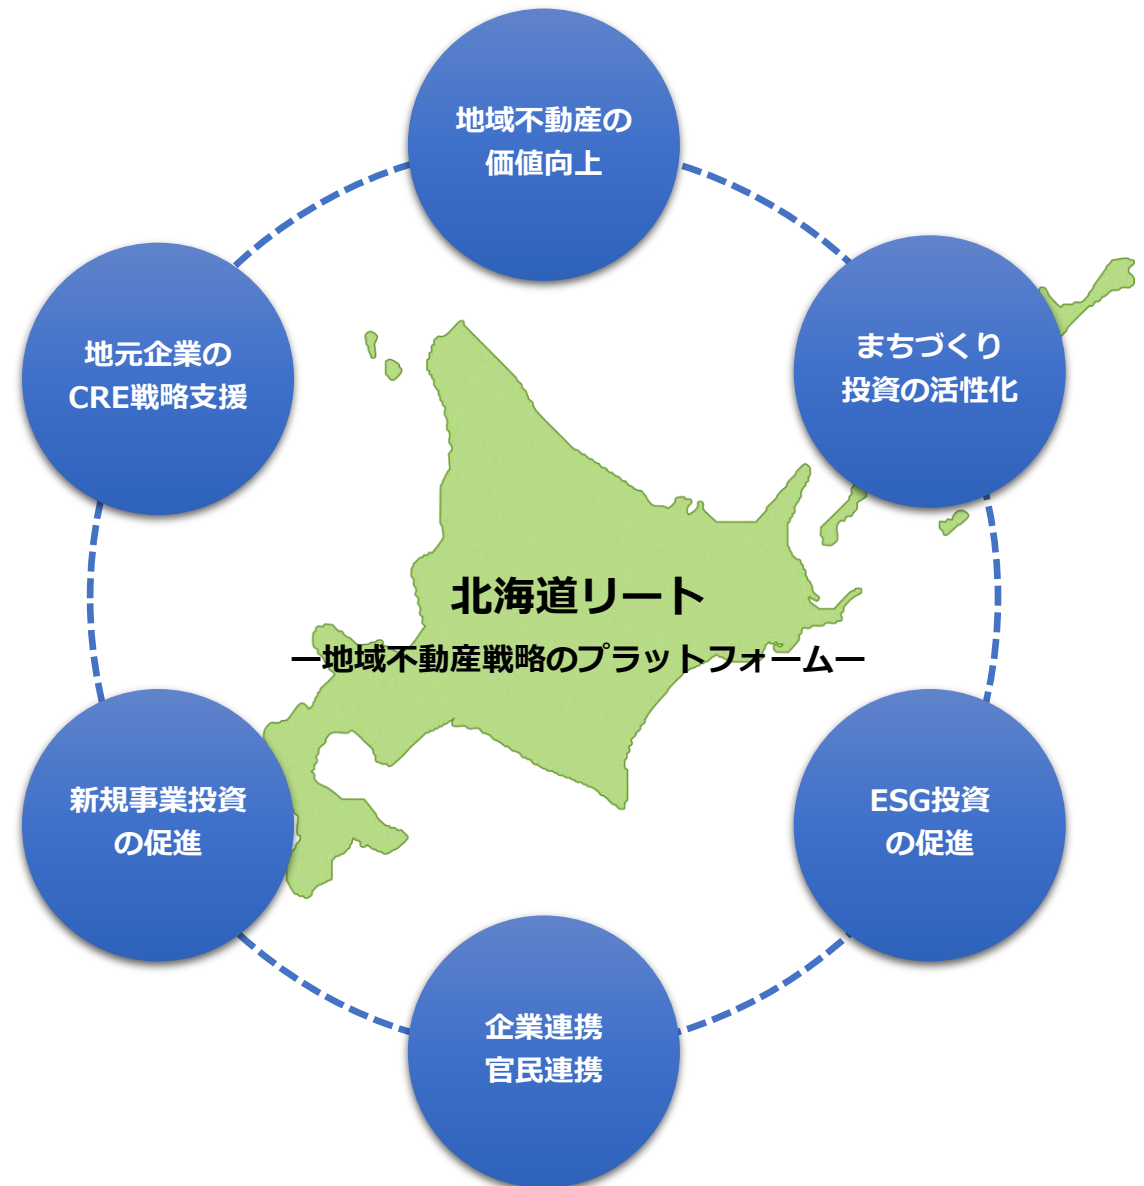 地域不動産の
価値向上
地元企業の
CRE戦略支援
まちづくり
投資の活性化
北海道リート
ー地域不動産戦略のプラットフォームー
新規事業投資
の促進
ESG投資
の促進
企業連携
官民連携